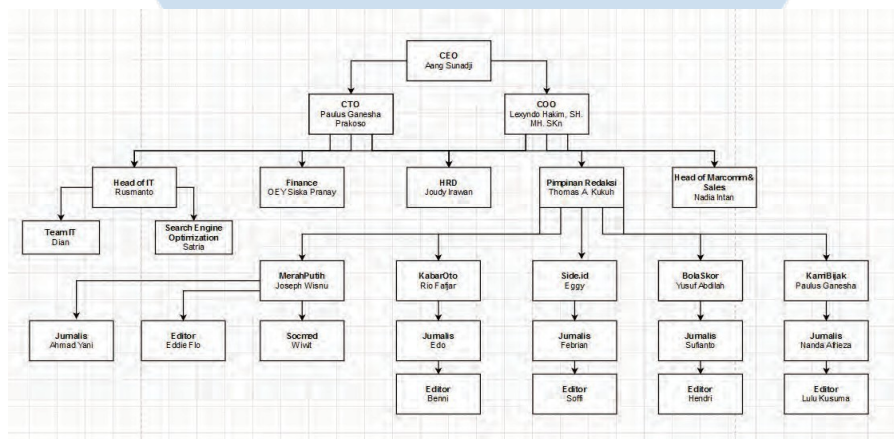 CEO
Aang Sunadji
CTO
Paulus Ganesha
Prakoso
COO
Lexyndo Hakim, SH.
MH. SKn
Head of IT
Rusmanto
Finance
OEY Siska Pranay
HRD
Joudy Irawan
Pimpinan Redaksi
Thomas A. Kukuh
Head of Marcomm&
Sales
Nadia Intan
Team IT
Dian
Search Engine
Optimization
Satria
MerahPutih
Joseph Wisnu
KabarOto
Rio Fatjar
Side.id
Eggy
BolaSkor
Yusuf Abdilah
KamiBijak
Paulus Ganesha
Jurnalis
Ahmad Yani
Editor
Eddie Flo
Socmed
Wiwit
Jurnalis
Edo
Jurnalis
Febrian
Jurnalis
Sufianto
Jurnalis
Nanda Alfieza
Editor
Benni
Editor
Soffi
Editor
Hendri
Editor
Lulu Kusuma